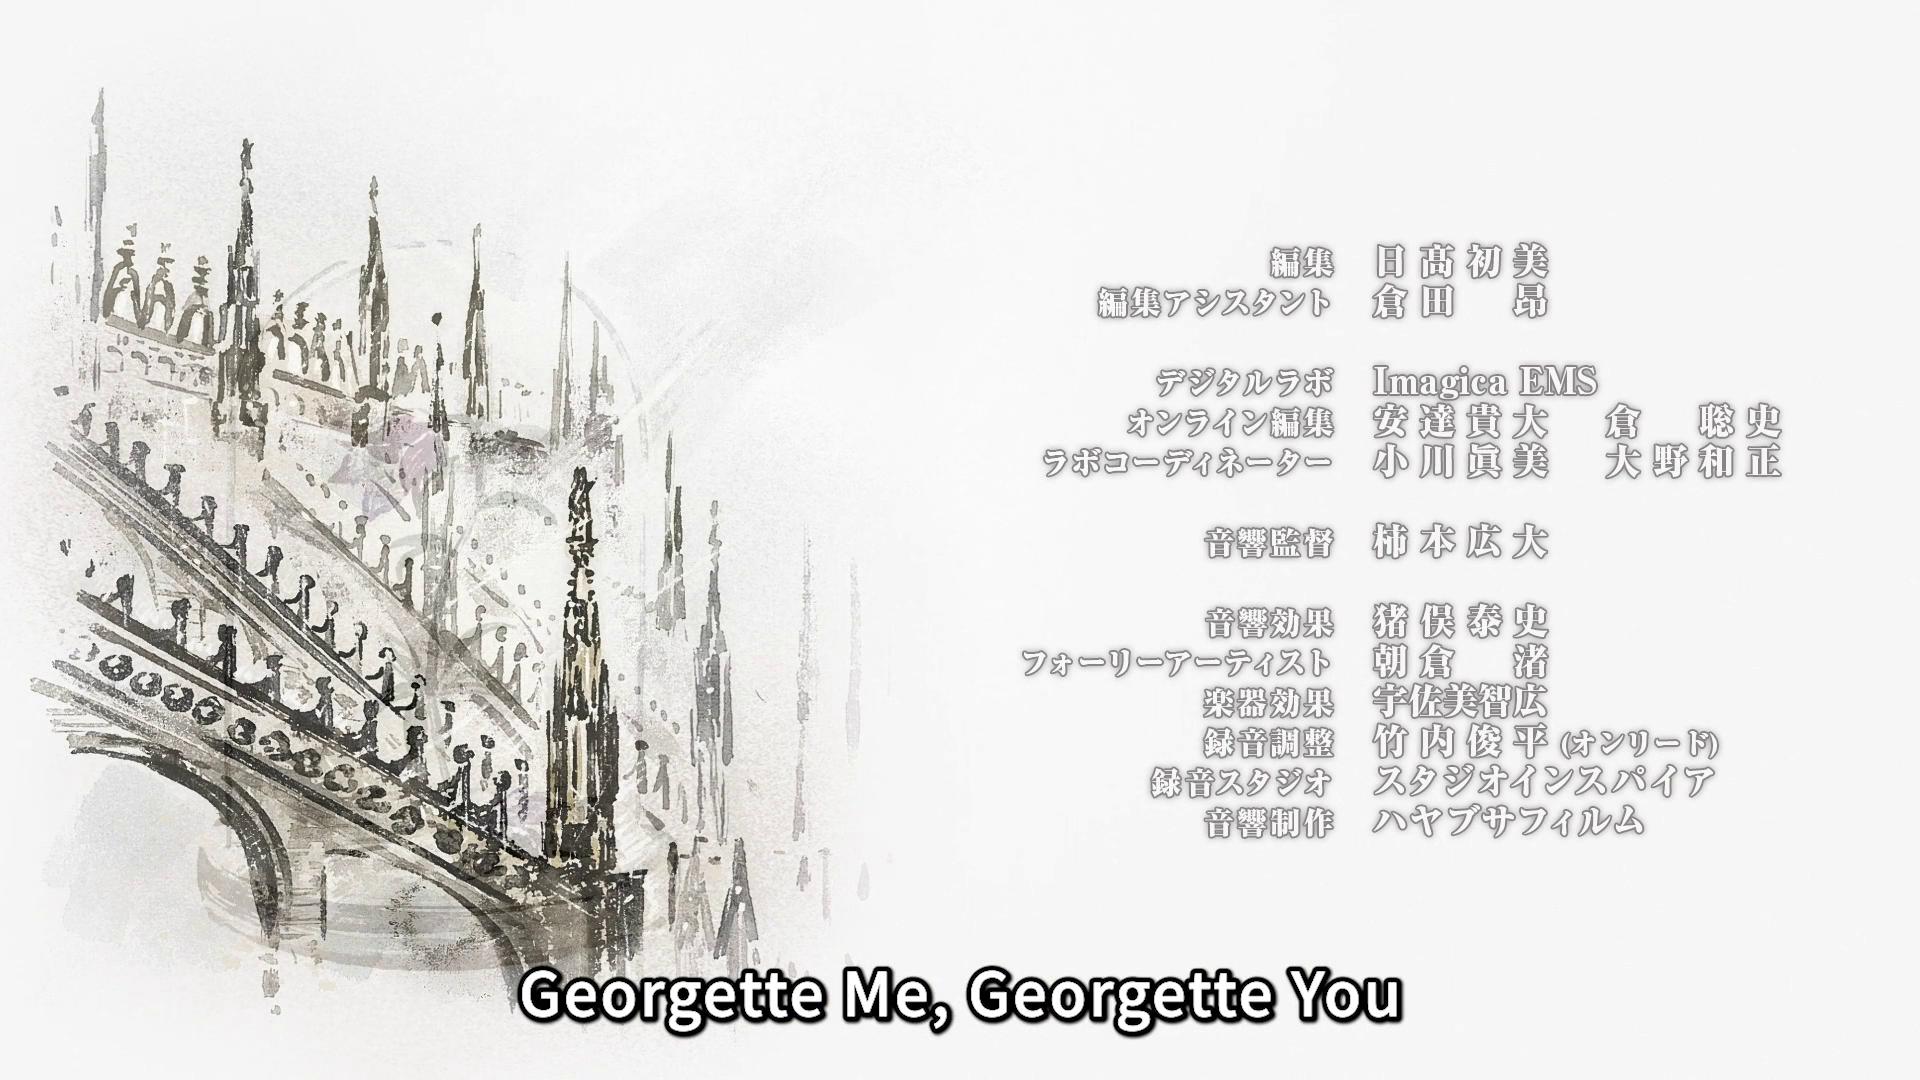 編集 日髙初美
編集アシスタント 倉田 昂
デジタルラボ Imagica EMS
オンライン編集 安達貴大 倉 聡史
ラボコーディネーター 小川眞美 大野和正
音響監督 柿本広大
音響効果 猪俣泰史
フォーリーアーティスト 朝倉 渚
楽器効果 宇佐美智広
録音調整 竹内俊平 (オンリード)
録音スタジオ スタジオインスパイア
音響制作 ハヤブサフィルム
Georgette Me, Georgette You